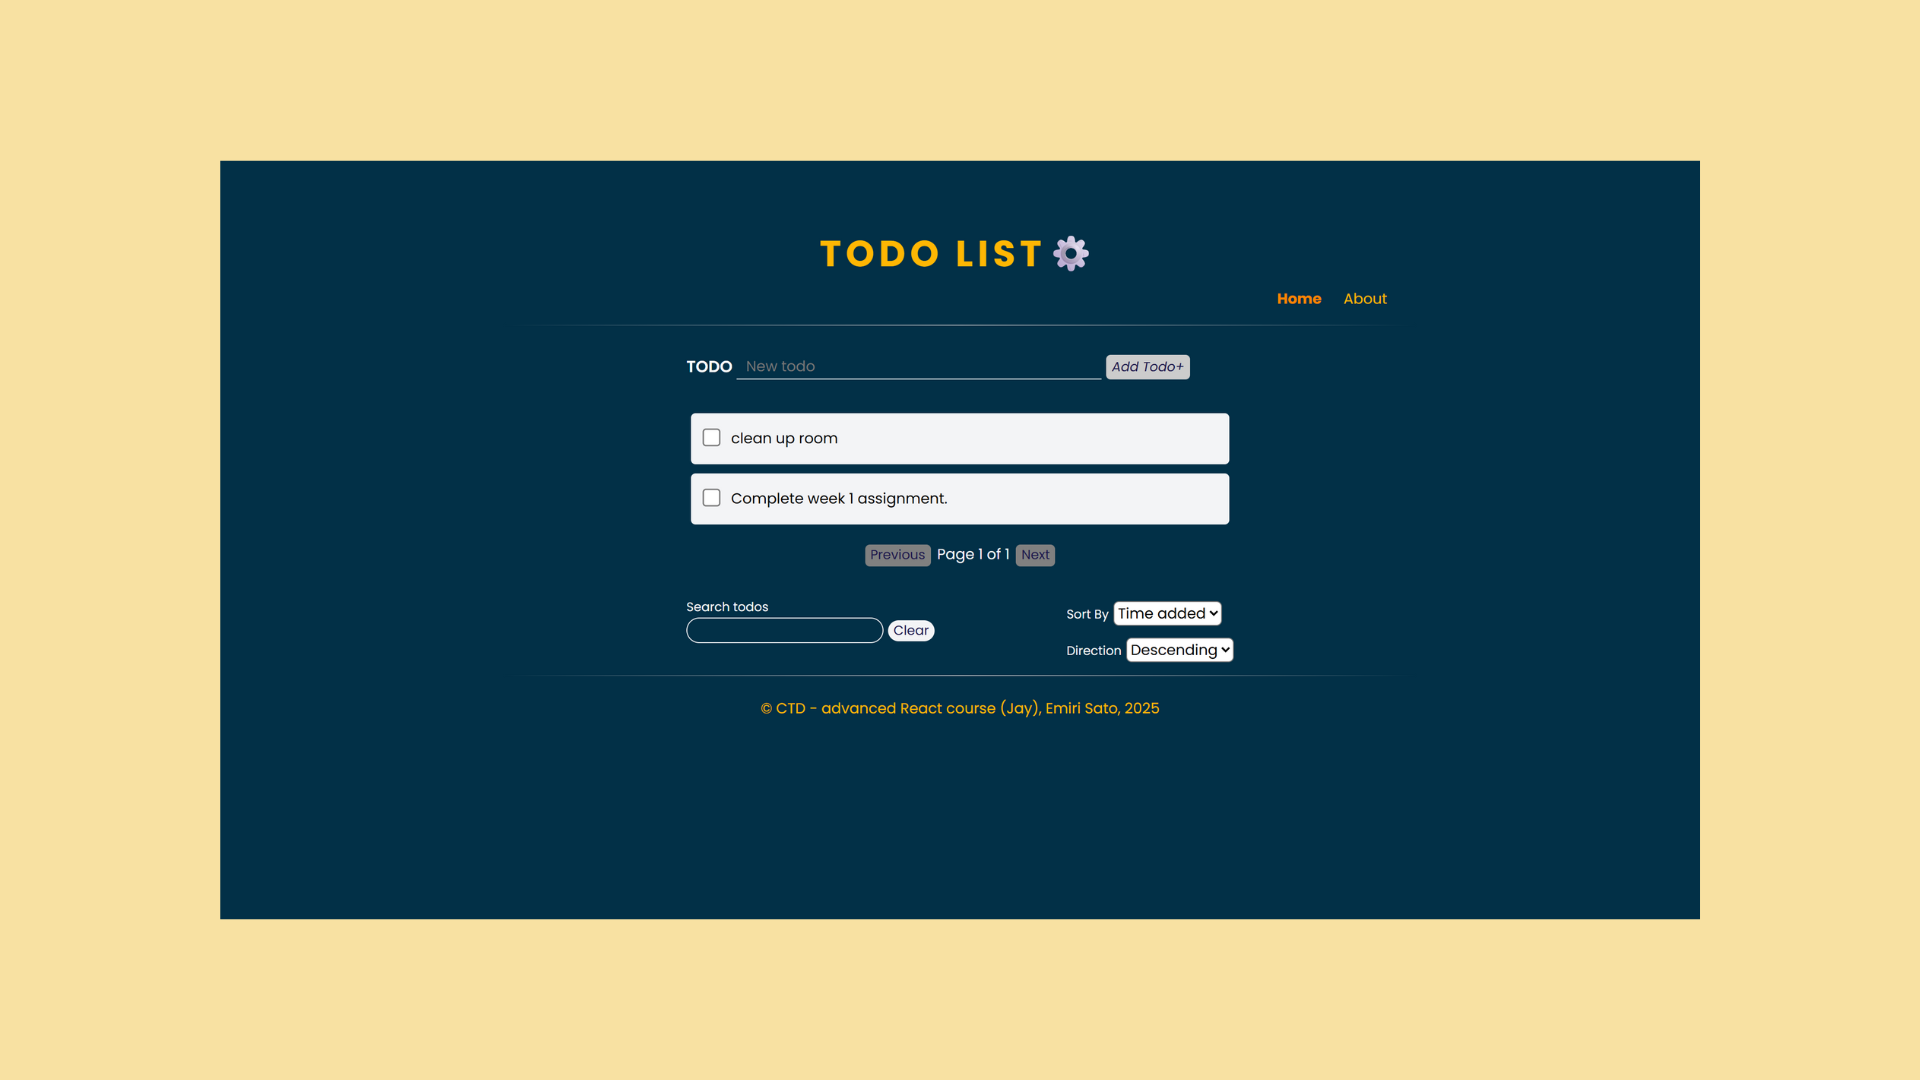 TODO LIST
Home About
TODO New todo Add Todo+
clean up room
Complete week 1 assignment.
Previous Page 1 of 1 Next
Search todos
Clear
Sort By Time added
Direction Descending
© CTD - advanced React course (Jay), Emiri Sato, 2025